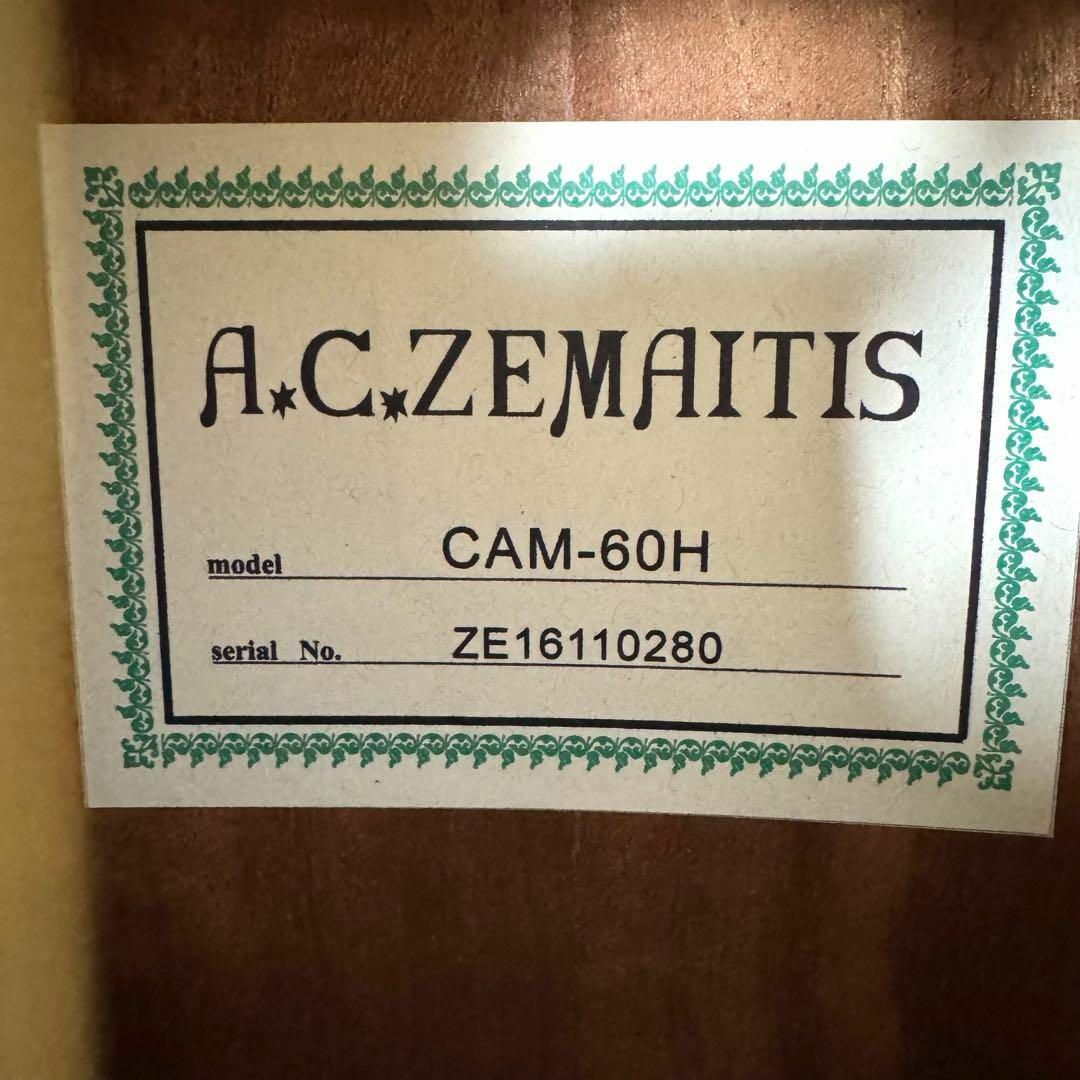 A.C.ZEMAITIS
model CAM-60H
serial No. ZE16110280